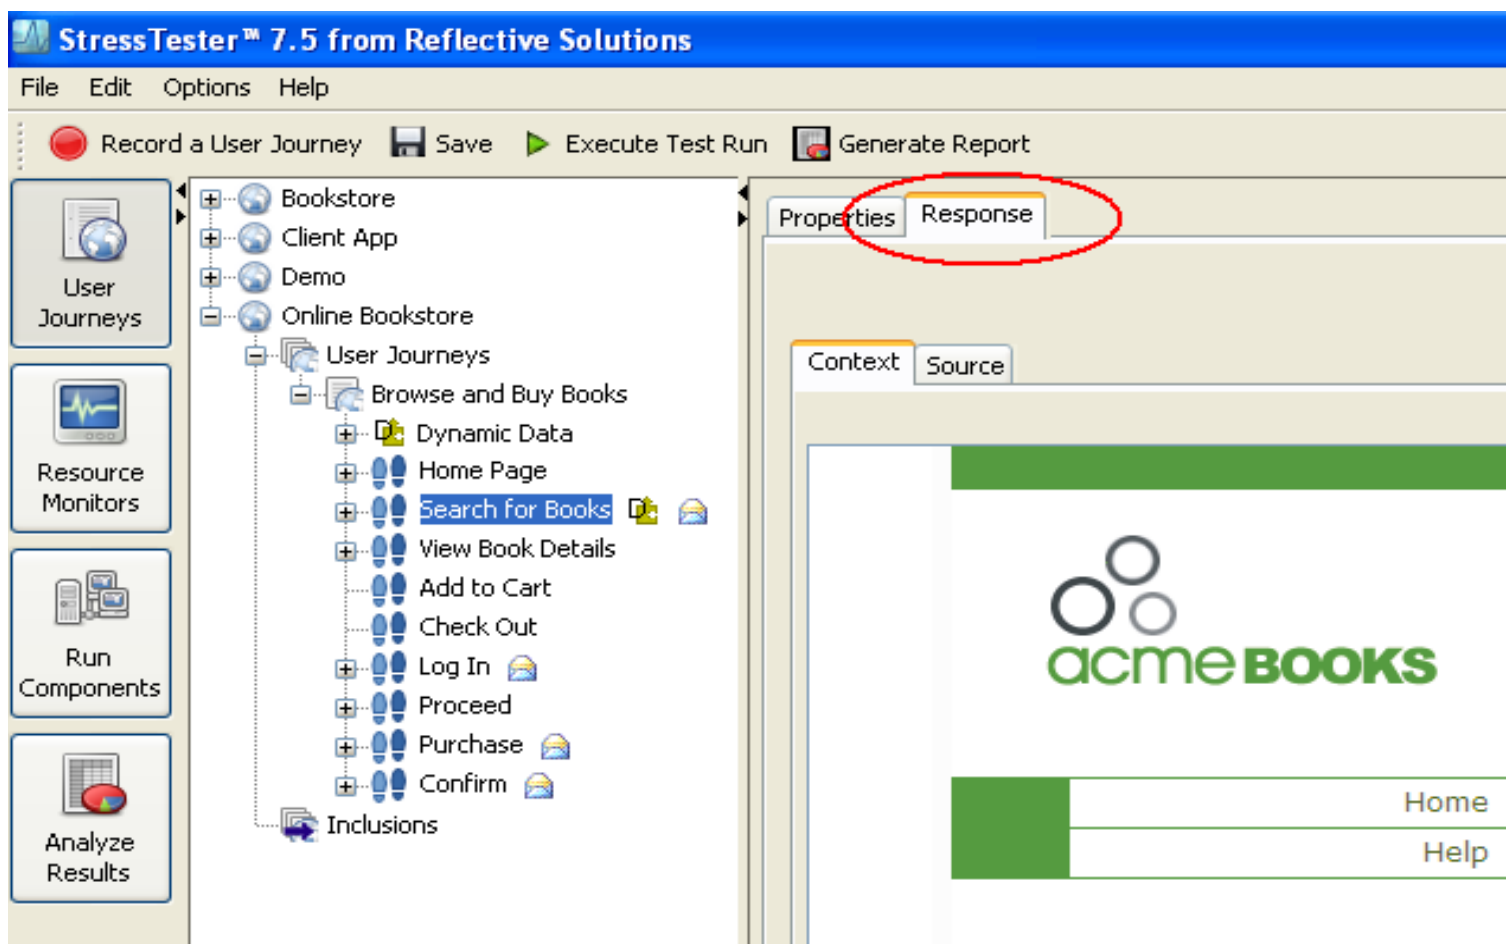 StressTester™ 7.5 from Reflective Solutions
File Edit Options Help
Record a User Journey Save Execute Test Run Generate Report
User
Journeys
Resource
Monitors
Run
Components
Analyze
Results
Bookstore
Client App
Demo
Online Bookstore
User Journeys
Browse and Buy Books
Dynamic Data
Home Page
Search for Books
View Book Details
Add to Cart
Check Out
Log In
Proceed
Purchase
Confirm
Inclusions
Properties Response
Context Source
acme BOOKS
Home
Help